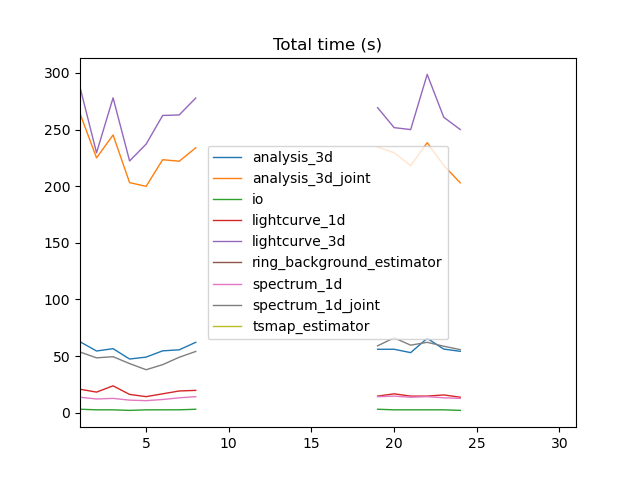 Total time (s)
300
250
200
150
100
50
0
analysis_3d
analysis_3d_joint
io
lightcurve_1d
lightcurve_3d
ring_background_estimator
spectrum_1d
spectrum_1d_joint
tsmap_estimator
5 10 15 20 25 30